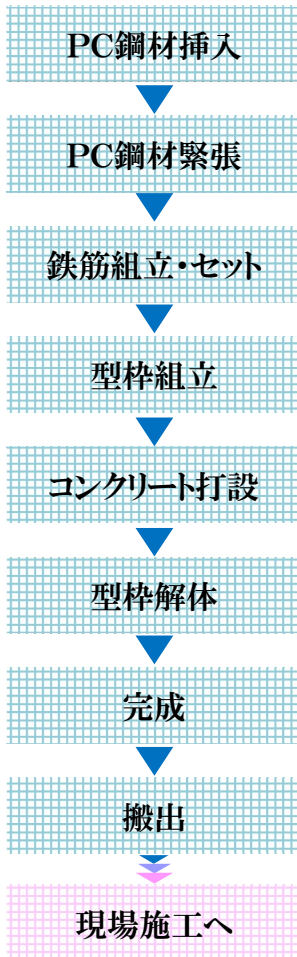 PC鋼材挿入
PC鋼材緊張
鉄筋組立・セット
型枠組立
コンクリート打設
型枠解体
完成
搬出
現場施工へ